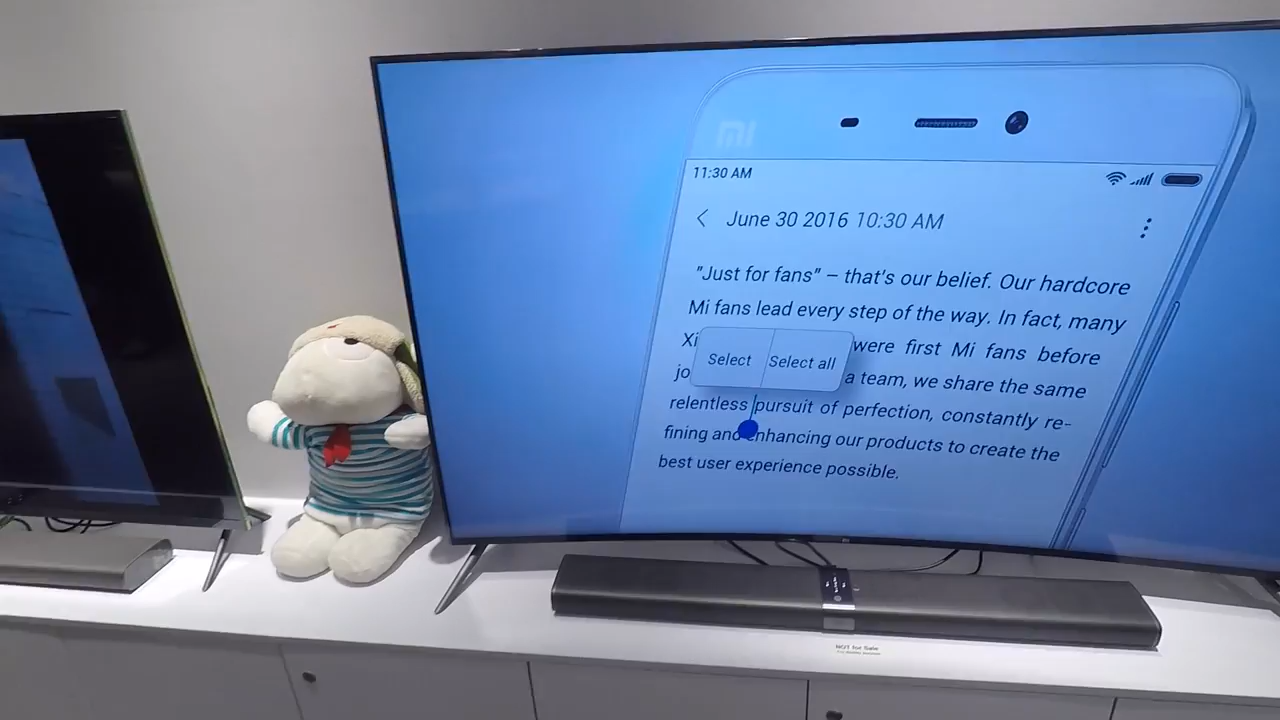 mi
11:30 AM
June 30 2016 10:30 AM
"Just for fans" – that's our belief. Our hardcore
Mi fans lead every step of the way. In fact, many
Xi were first Mi fans before
Select Select all
jo a team, we share the same
relentless pursuit of perfection, constantly re-
fining and enhancing our products to create the
best user experience possible.
NOT for Sale